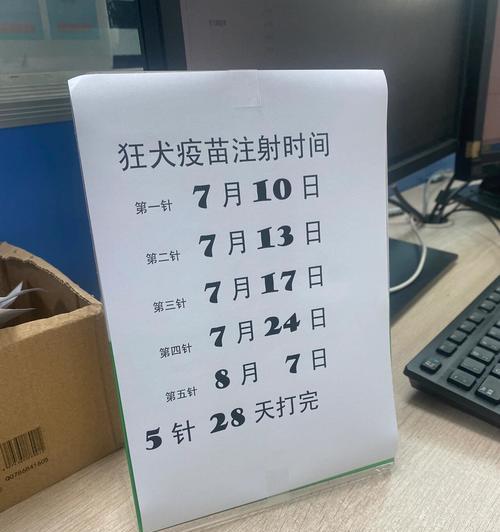 狂犬疫苗注射时间
第一针 7月10日
第二针 7月13日
第三针 7月17日
第四针 7月24日
第五针 8月 7日
5针 28天打完
QG766841605